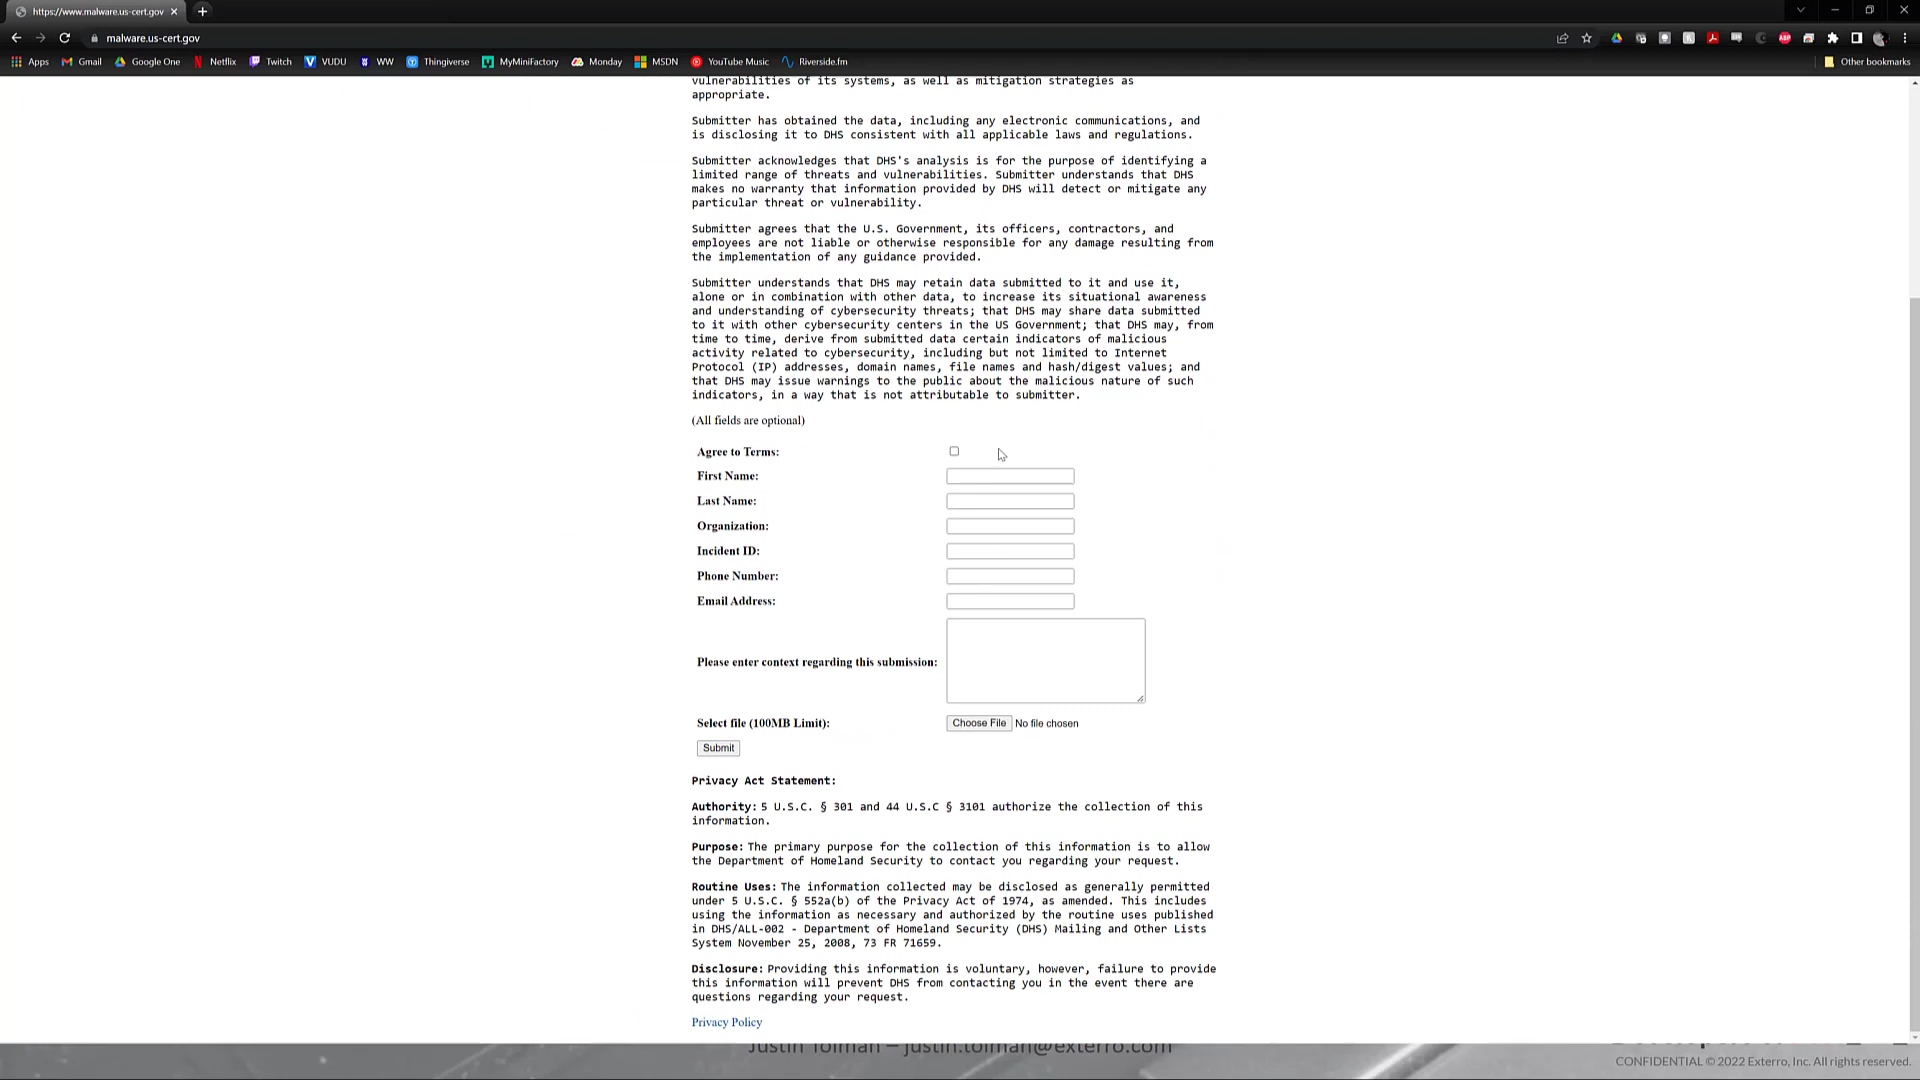 https://www.malware.us-cert.gov
malware.us-cert.gov
Apps Gmail Google One Netflix Twitch VUDU WW Thingiverse MyMiniFactory Monday MSDN YouTube Music Riverside.fm Other bookmarks
vulnerabilities of its systems, as well as mitigation strategies as
appropriate.
Submitter has obtained the data, including any electronic communications, and
is disclosing it to DHS consistent with all applicable laws and regulations.
Submitter acknowledges that DHS's analysis is for the purpose of identifying a
limited range of threats and vulnerabilities. Submitter understands that DHS
makes no warranty that information provided by DHS will detect or mitigate any
particular threat or vulnerability.
Submitter agrees that the U.S. Government, its officers, contractors, and
employees are not liable or otherwise responsible for any damage resulting from
the implementation of any guidance provided.
Submitter understands that DHS may retain data submitted to it and use it,
alone or in combination with other data, to increase its situational awareness
and understanding of cybersecurity threats; that DHS may share data submitted
to it with other cybersecurity centers in the US Government; that DHS may, from
time to time, derive from submitted data certain indicators of malicious
activity related to cybersecurity, including but not limited to Internet
Protocol (IP) addresses, domain names, file names and hash/digest values; and
that DHS may issue warnings to the public about the malicious nature of such
indicators, in a way that is not attributable to submitter.
(All fields are optional)
Agree to Terms:
First Name:
Last Name:
Organization:
Incident ID:
Phone Number:
Email Address:
Please enter context regarding this submission:
Select file (100MB Limit): Choose File No file chosen
Submit
Privacy Act Statement:
Authority: 5 U.S.C. § 301 and 44 U.S.C § 3101 authorize the collection of this
information.
Purpose: The primary purpose for the collection of this information is to allow
the Department of Homeland Security to contact you regarding your request.
Routine Uses: The information collected may be disclosed as generally permitted
under 5 U.S.C. § 552a(b) of the Privacy Act of 1974, as amended. This includes
using the information as necessary and authorized by the routine uses published
in DHS/ALL-002 - Department of Homeland Security (DHS) Mailing and Other Lists
System November 25, 2008, 73 FR 71659.
Disclosure: Providing this information is voluntary, however, failure to provide
this information will prevent DHS from contacting you in the event there are
questions regarding your request.
Privacy Policy
Justin Tolman – justin.tolman@exterro.com
CONFIDENTIAL © 2022 Exterro, Inc. All rights reserved.